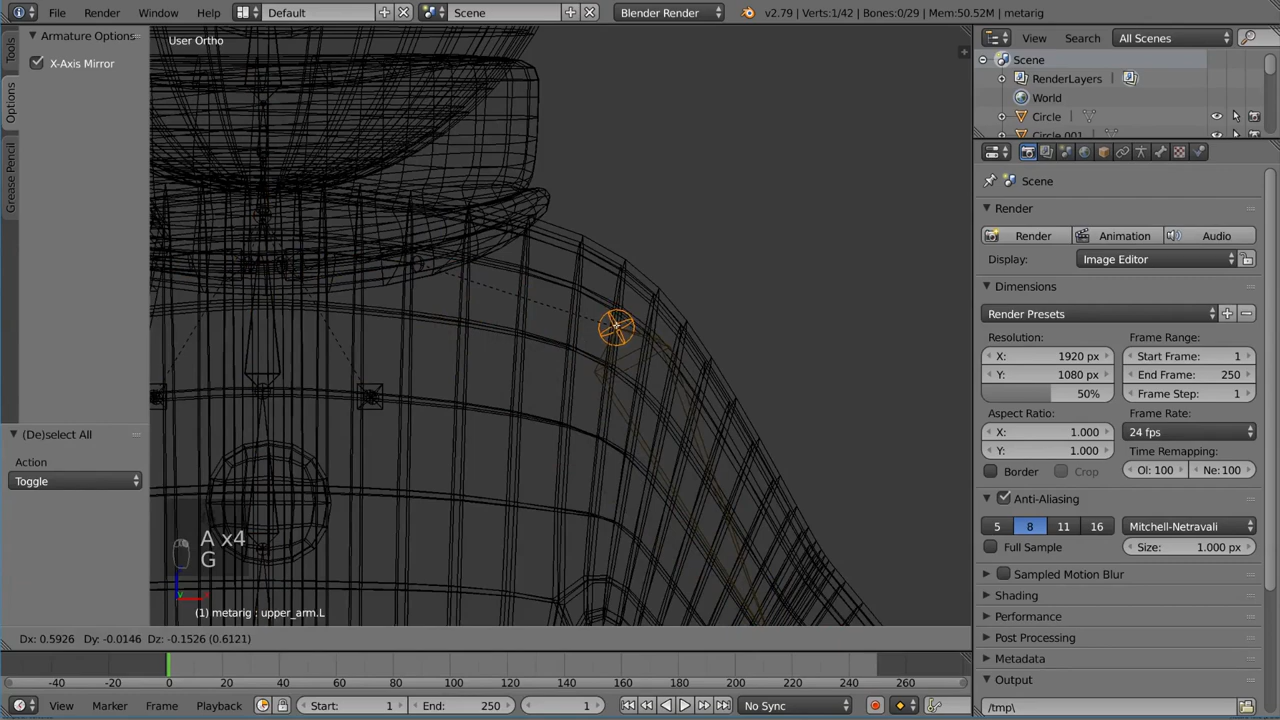 File Render Window Help Default Scene Blender Render v2.79 | Verts:1/42 | Bones:0/29 | Mem:50.52M | metarig
Armature Options
X-Axis Mirror
Tools
Options
Grease Pencil
(De)select All
Action
Toggle
User Ortho
A x4
G
(1) metarig : upper_arm.L
Dx: 0.5926 Dy: -0.0146 Dz: -0.1526 (0.6121)
-40 -20 0 20 40 60 80 100 120 140 160 180 200 220 240 260
View Marker Frame Playback Start: 1 End: 250 1 No Sync
View Search All Scenes
Scene
RenderLayers
World
Circle
Circle.001
Scene
Render
Render Animation Audio
Display: Image Editor
Dimensions
Render Presets
Resolution: Frame Range:
X: 1920 px Start Frame: 1
Y: 1080 px End Frame: 250
50% Frame Step: 1
Aspect Ratio: Frame Rate:
X: 1.000 24 fps
Y: 1.000 Time Remapping:
Border Crop Ol: 100 Ne: 100
Anti-Aliasing
5 8 11 16 Mitchell-Netravali
Full Sample Size: 1.000 px
Sampled Motion Blur
Shading
Performance
Post Processing
Metadata
Output
/tmp\